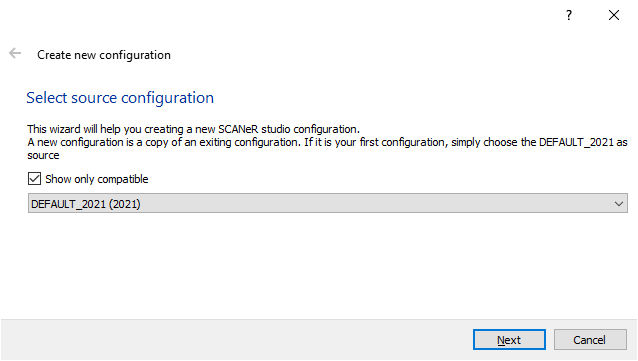 ?
Create new configuration
Select source configuration
This wizard will help you creating a new SCANeR studio configuration.
A new configuration is a copy of an exiting configuration. If it is your first configuration, simply choose the DEFAULT_2021 as
source
Show only compatible
DEFAULT_2021 (2021)
Next Cancel